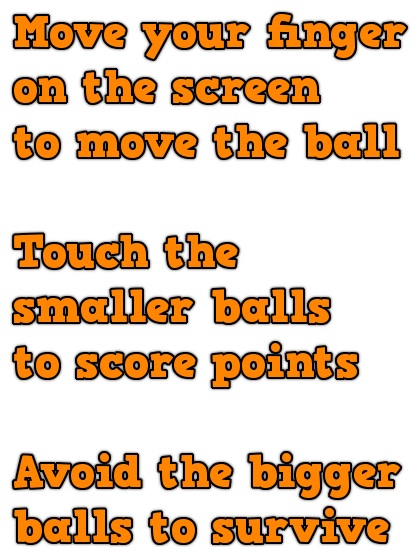 Move your finger
on the screen
to move the ball
Touch the
smaller balls
to score points
Avoid the bigger
balls to survive